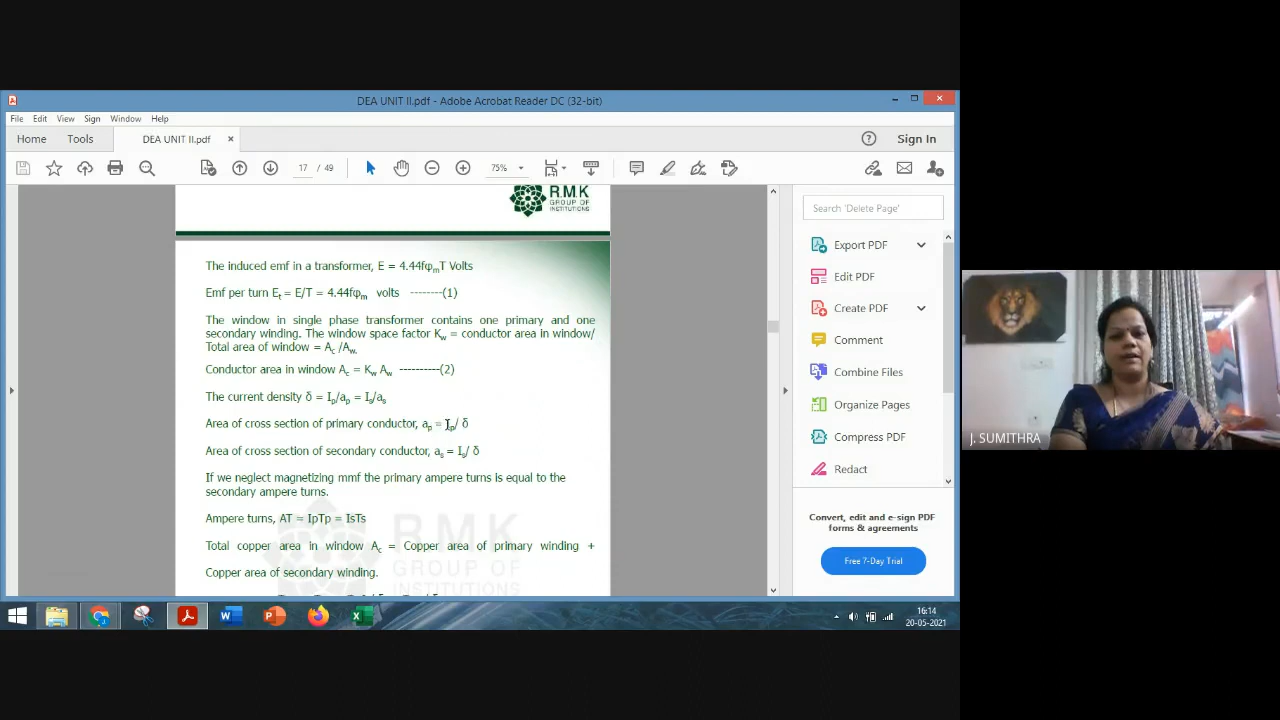 DEA UNIT II.pdf - Adobe Acrobat Reader DC (32-bit)
File Edit View Sign Window Help
Home Tools DEA UNIT II.pdf × Sign In
17 / 49 75%
R.M.K
GROUP OF
INSTITUTIONS
The induced emf in a transformer, E = 4.44fφmT Volts
Emf per turn Et = E/T = 4.44fφm volts --------(1)
The window in single phase transformer contains one primary and one
secondary winding. The window space factor Kw = conductor area in window/
Total area of window = Ac /Aw.
Conductor area in window Ac = Kw Aw ----------(2)
The current density δ = Ip/ap = Is/as
Area of cross section of primary conductor, ap = Ip/ δ
Area of cross section of secondary conductor, as = Is/ δ
If we neglect magnetizing mmf the primary ampere turns is equal to the
secondary ampere turns.
Ampere turns, AT = IpTp = IsTs
Total copper area in window Ac = Copper area of primary winding +
Copper area of secondary winding.
RMK
GROUP OF
INSTITUTIONS
Search 'Delete Page'
Export PDF
Edit PDF
Create PDF
Comment
Combine Files
Organize Pages
Compress PDF
Redact
Convert, edit and e-sign PDF
forms & agreements
Free 7-Day Trial
16:14
20-05-2021
J. SUMITHRA